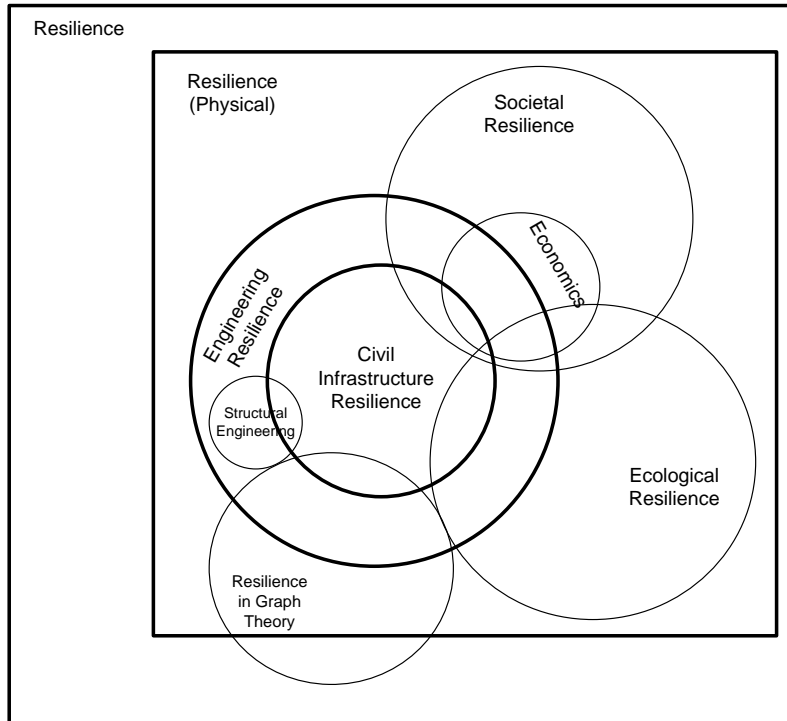 Resilience
Resilience
(Physical)
Societal
Resilience
Economics
Engineering
Resilience
Civil
Infrastructure
Resilience
Structural
Engineering
Ecological
Resilience
Resilience
in Graph
Theory